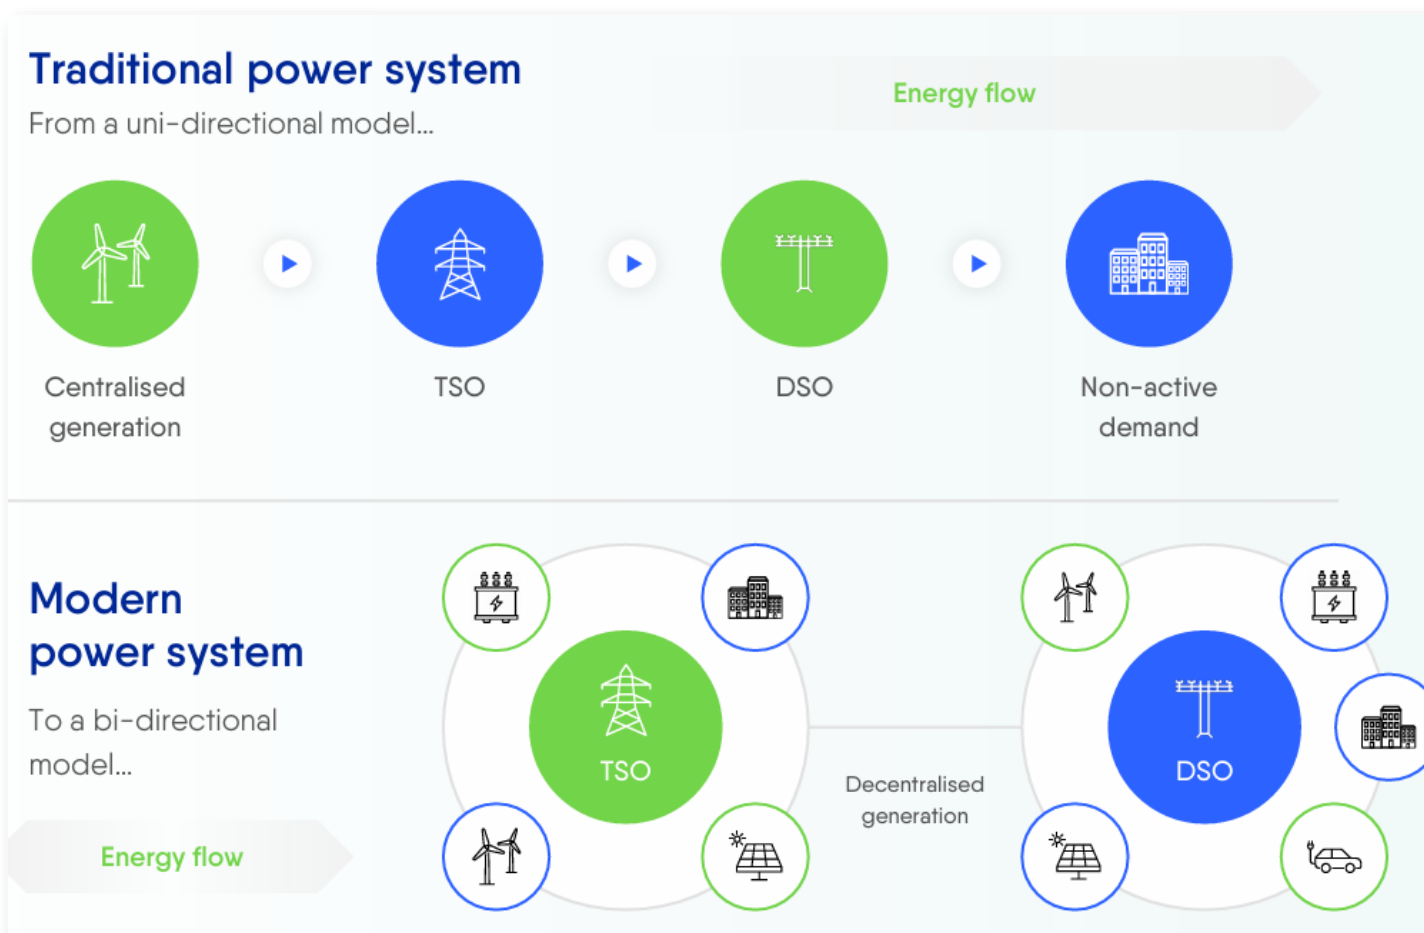 Traditional power system
From a uni-directional model...
Energy flow
Centralised
generation
TSO
DSO
Non-active
demand
Modern
power system
To a bi-directional
model...
Energy flow
TSO
Decentralised
generation
DSO